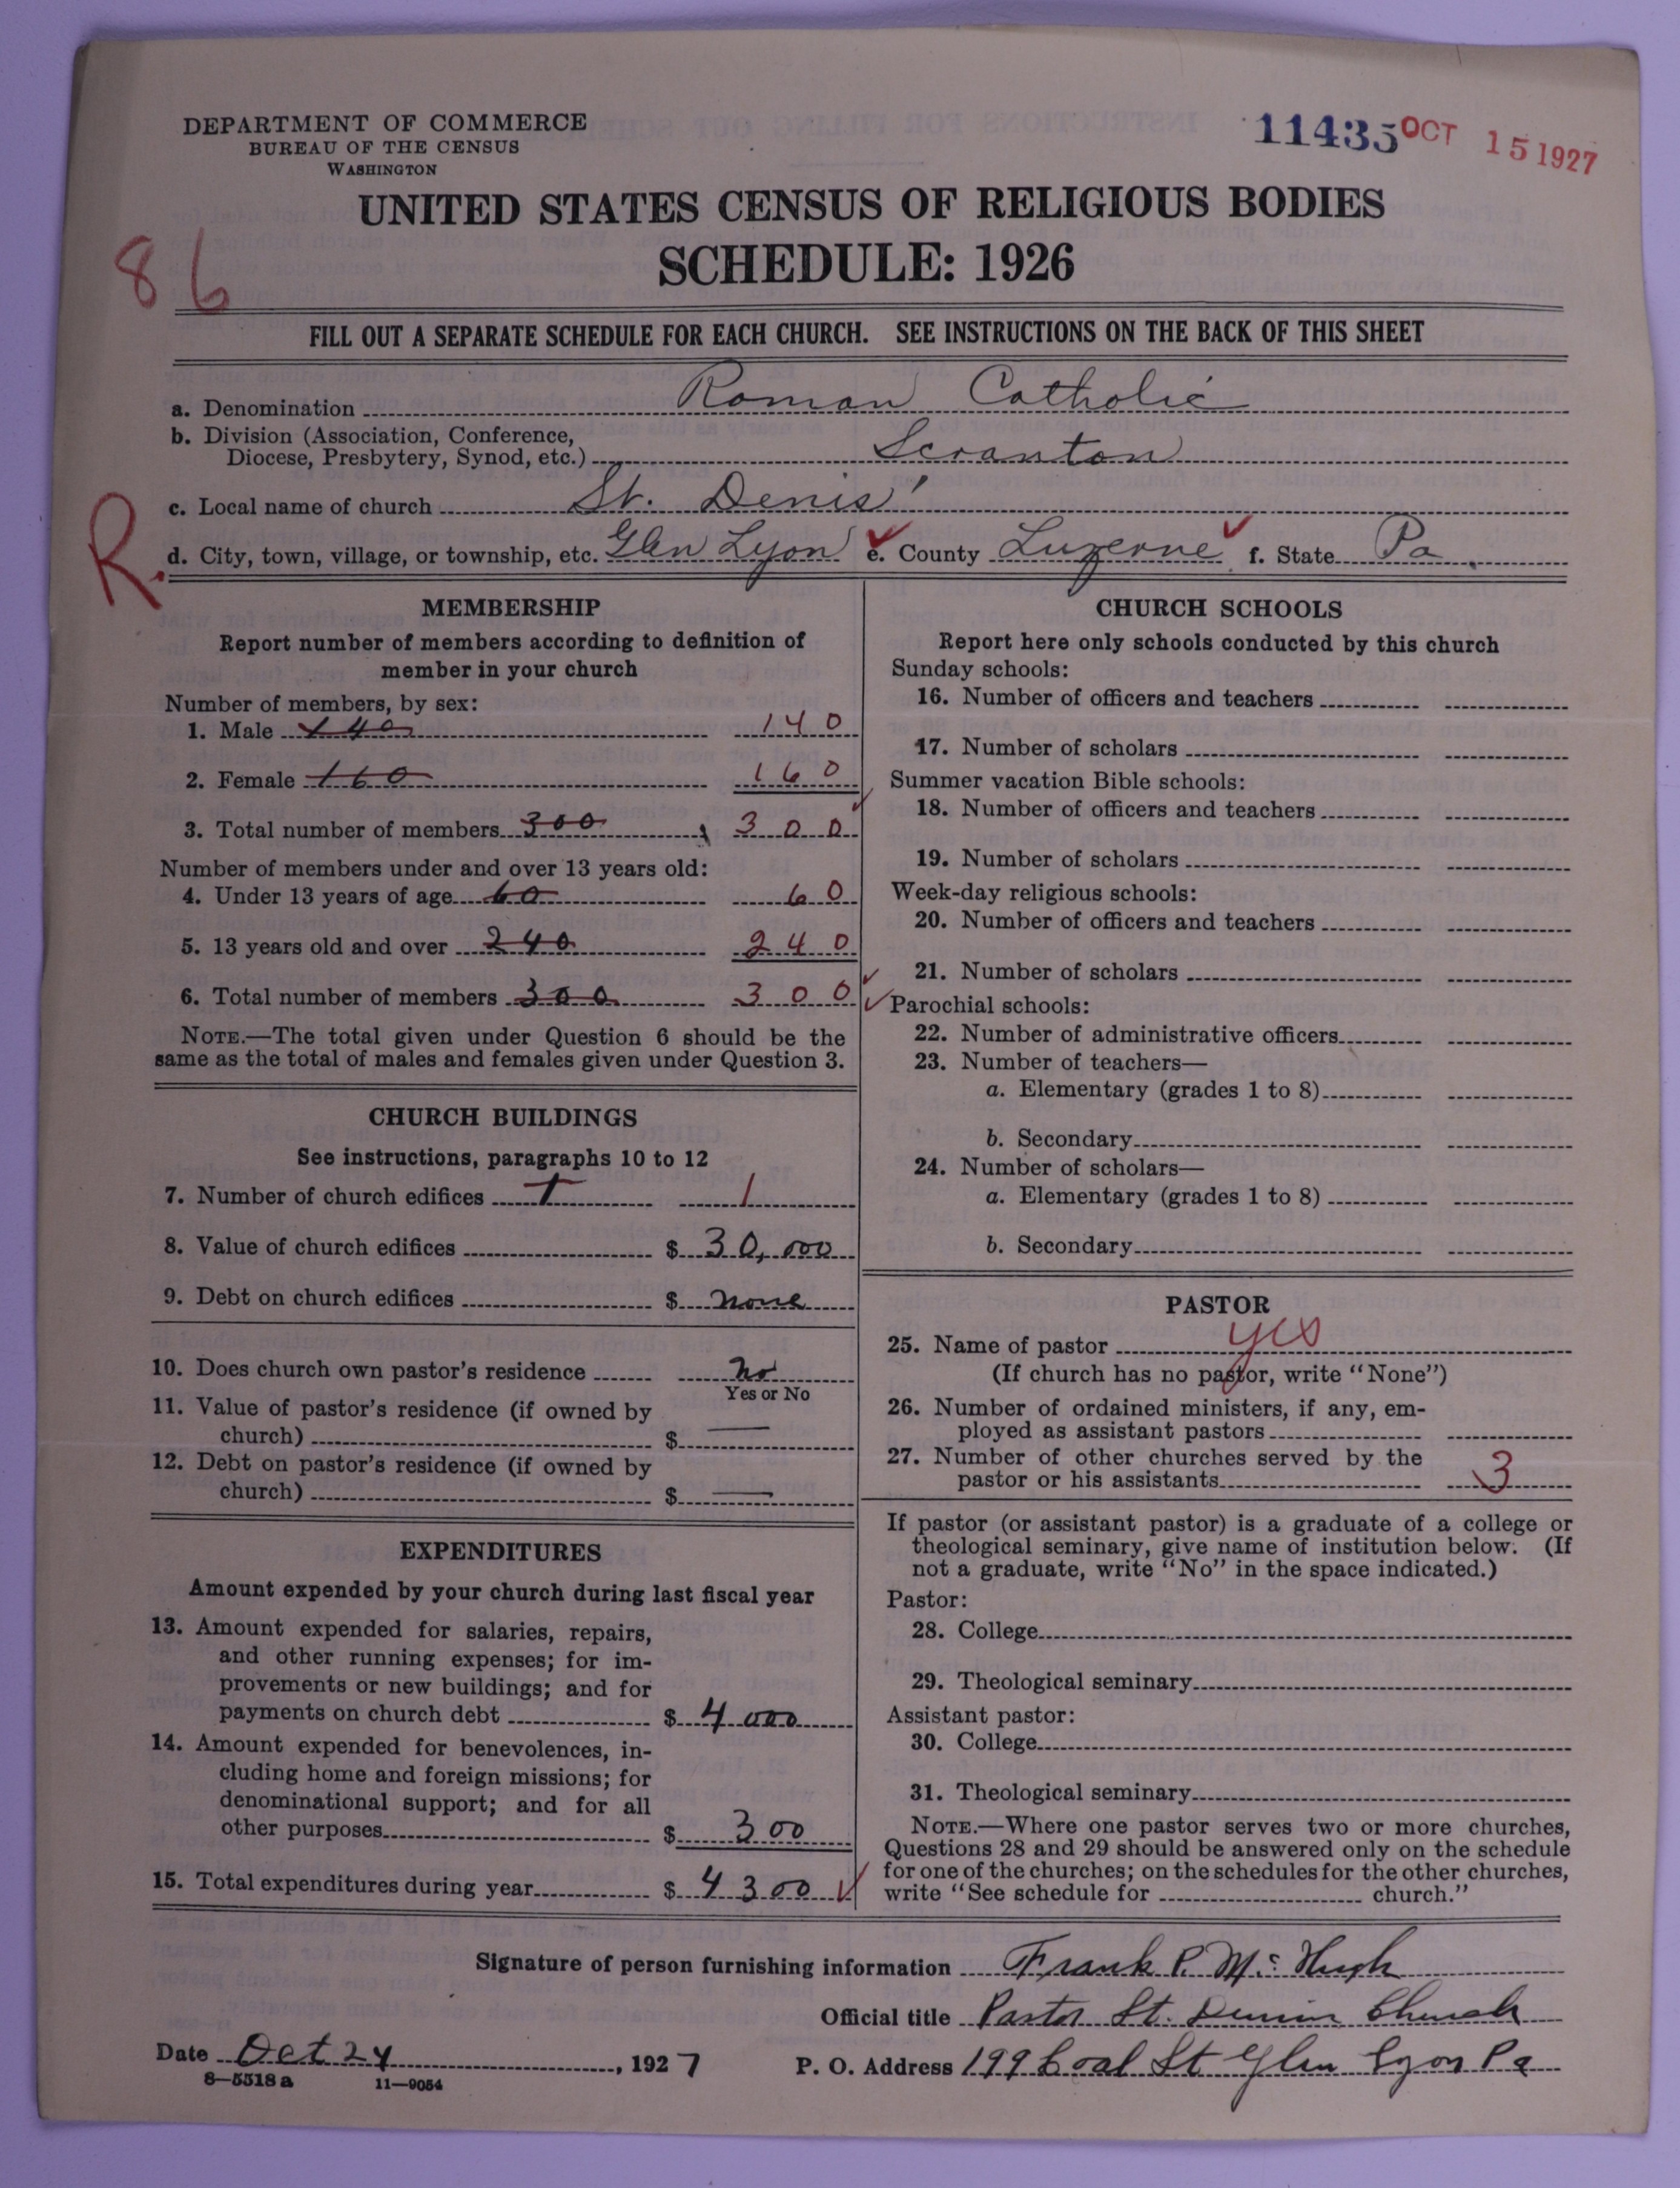 DEPARTMENT OF COMMERCE
BUREAU OF THE CENSUS
WASHINGTON
11435 OCT 15 1927
UNITED STATES CENSUS OF RELIGIOUS BODIES
SCHEDULE: 1926
86
FILL OUT A SEPARATE SCHEDULE FOR EACH CHURCH. SEE INSTRUCTIONS ON THE BACK OF THIS SHEET
a. Denomination Roman Catholic
b. Division (Association, Conference,
Diocese, Presbytery, Synod, etc.) Scranton
c. Local name of church St. Denis'
R.
d. City, town, village, or township, etc. Glen Lyon e. County Luzerne f. State Pa
MEMBERSHIP
Report number of members according to definition of
member in your church
Number of members, by sex:
1. Male 140 140
2. Female 160 160
3. Total number of members 300 300
Number of members under and over 13 years old:
4. Under 13 years of age 60 60
5. 13 years old and over 240 240
6. Total number of members 300 300
NOTE.—The total given under Question 6 should be the
same as the total of males and females given under Question 3.
CHURCH BUILDINGS
See instructions, paragraphs 10 to 12
7. Number of church edifices 1 1
8. Value of church edifices $ 30,000
9. Debt on church edifices $ none
10. Does church own pastor's residence no
Yes or No
11. Value of pastor's residence (if owned by
church) $ —
12. Debt on pastor's residence (if owned by
church) $ —
EXPENDITURES
Amount expended by your church during last fiscal year
13. Amount expended for salaries, repairs,
and other running expenses; for im-
provements or new buildings; and for
payments on church debt $ 4000
14. Amount expended for benevolences, in-
cluding home and foreign missions; for
denominational support; and for all
other purposes $ 300
15. Total expenditures during year $ 4300
CHURCH SCHOOLS
Report here only schools conducted by this church
Sunday schools:
16. Number of officers and teachers
17. Number of scholars
Summer vacation Bible schools:
18. Number of officers and teachers
19. Number of scholars
Week-day religious schools:
20. Number of officers and teachers
21. Number of scholars
Parochial schools:
22. Number of administrative officers
23. Number of teachers—
a. Elementary (grades 1 to 8)
b. Secondary
24. Number of scholars—
a. Elementary (grades 1 to 8)
b. Secondary
PASTOR
25. Name of pastor yes
(If church has no pastor, write "None")
26. Number of ordained ministers, if any, em-
ployed as assistant pastors
27. Number of other churches served by the
pastor or his assistants 3
If pastor (or assistant pastor) is a graduate of a college or
theological seminary, give name of institution below. (If
not a graduate, write "No" in the space indicated.)
Pastor:
28. College
29. Theological seminary
Assistant pastor:
30. College
31. Theological seminary
NOTE.—Where one pastor serves two or more churches,
Questions 28 and 29 should be answered only on the schedule
for one of the churches; on the schedules for the other churches,
write "See schedule for church."
Signature of person furnishing information Frank P. McHugh
Official title Pastor St. Church
Date Oct 24, 1927
P. O. Address 199 Coal St Glen Lyon Pa
8—5518 a 11—9054